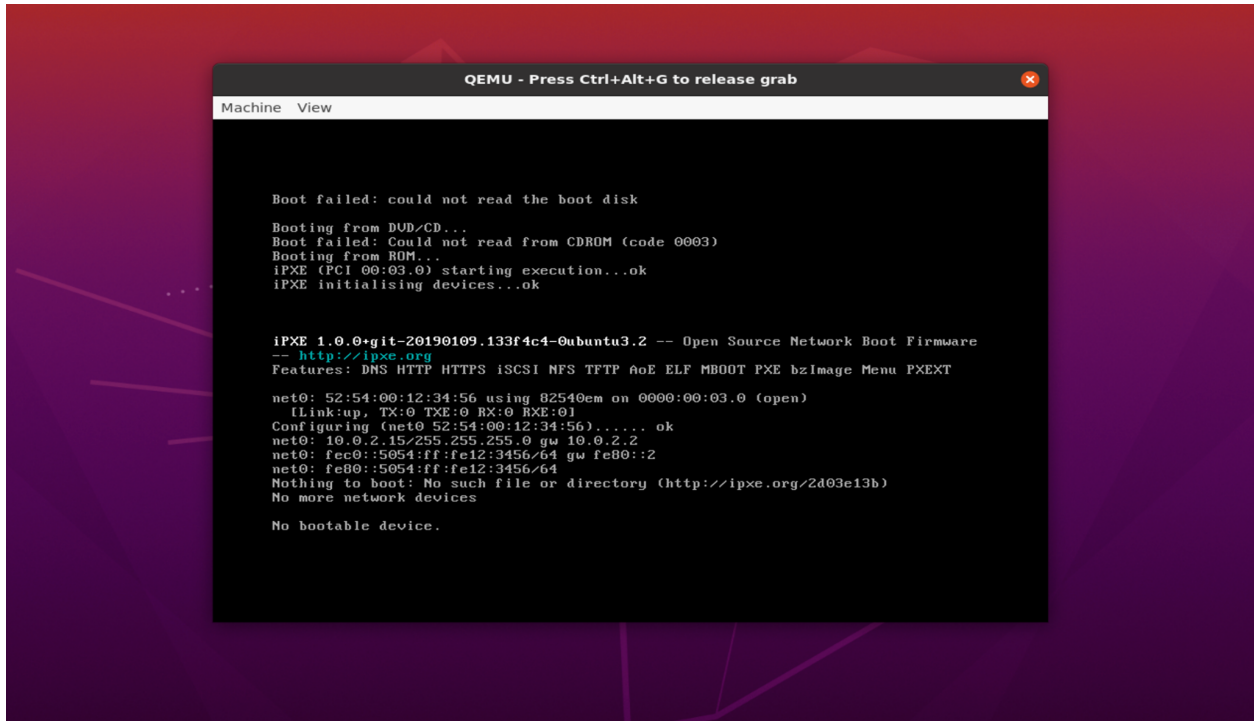 QEMU - Press Ctrl+Alt+G to release grab
Machine View
Boot failed: could not read the boot disk
Booting from DVD/CD...
Boot failed: Could not read from CDROM (code 0003)
Booting from ROM...
iPXE (PCI 00:03.0) starting execution...ok
iPXE initialising devices...ok
iPXE 1.0.0+git-20190109.133f4c4-0ubuntu3.2 -- Open Source Network Boot Firmware
-- http://ipxe.org
Features: DNS HTTP HTTPS iSCSI NFS TFTP AoE ELF MBOOT PXE bzImage Menu PXEXT
net0: 52:54:00:12:34:56 using 82540em on 0000:00:03.0 (open)
[Link:up, TX:0 TXE:0 RX:0 RXE:0]
Configuring (net0 52:54:00:12:34:56)...... ok
net0: 10.0.2.15/255.255.255.0 gw 10.0.2.2
net0: fec0::5054:ff:fe12:3456/64 gw fe80::2
net0: fe80::5054:ff:fe12:3456/64
Nothing to boot: No such file or directory (http://ipxe.org/2d03e13b)
No more network devices
No bootable device.